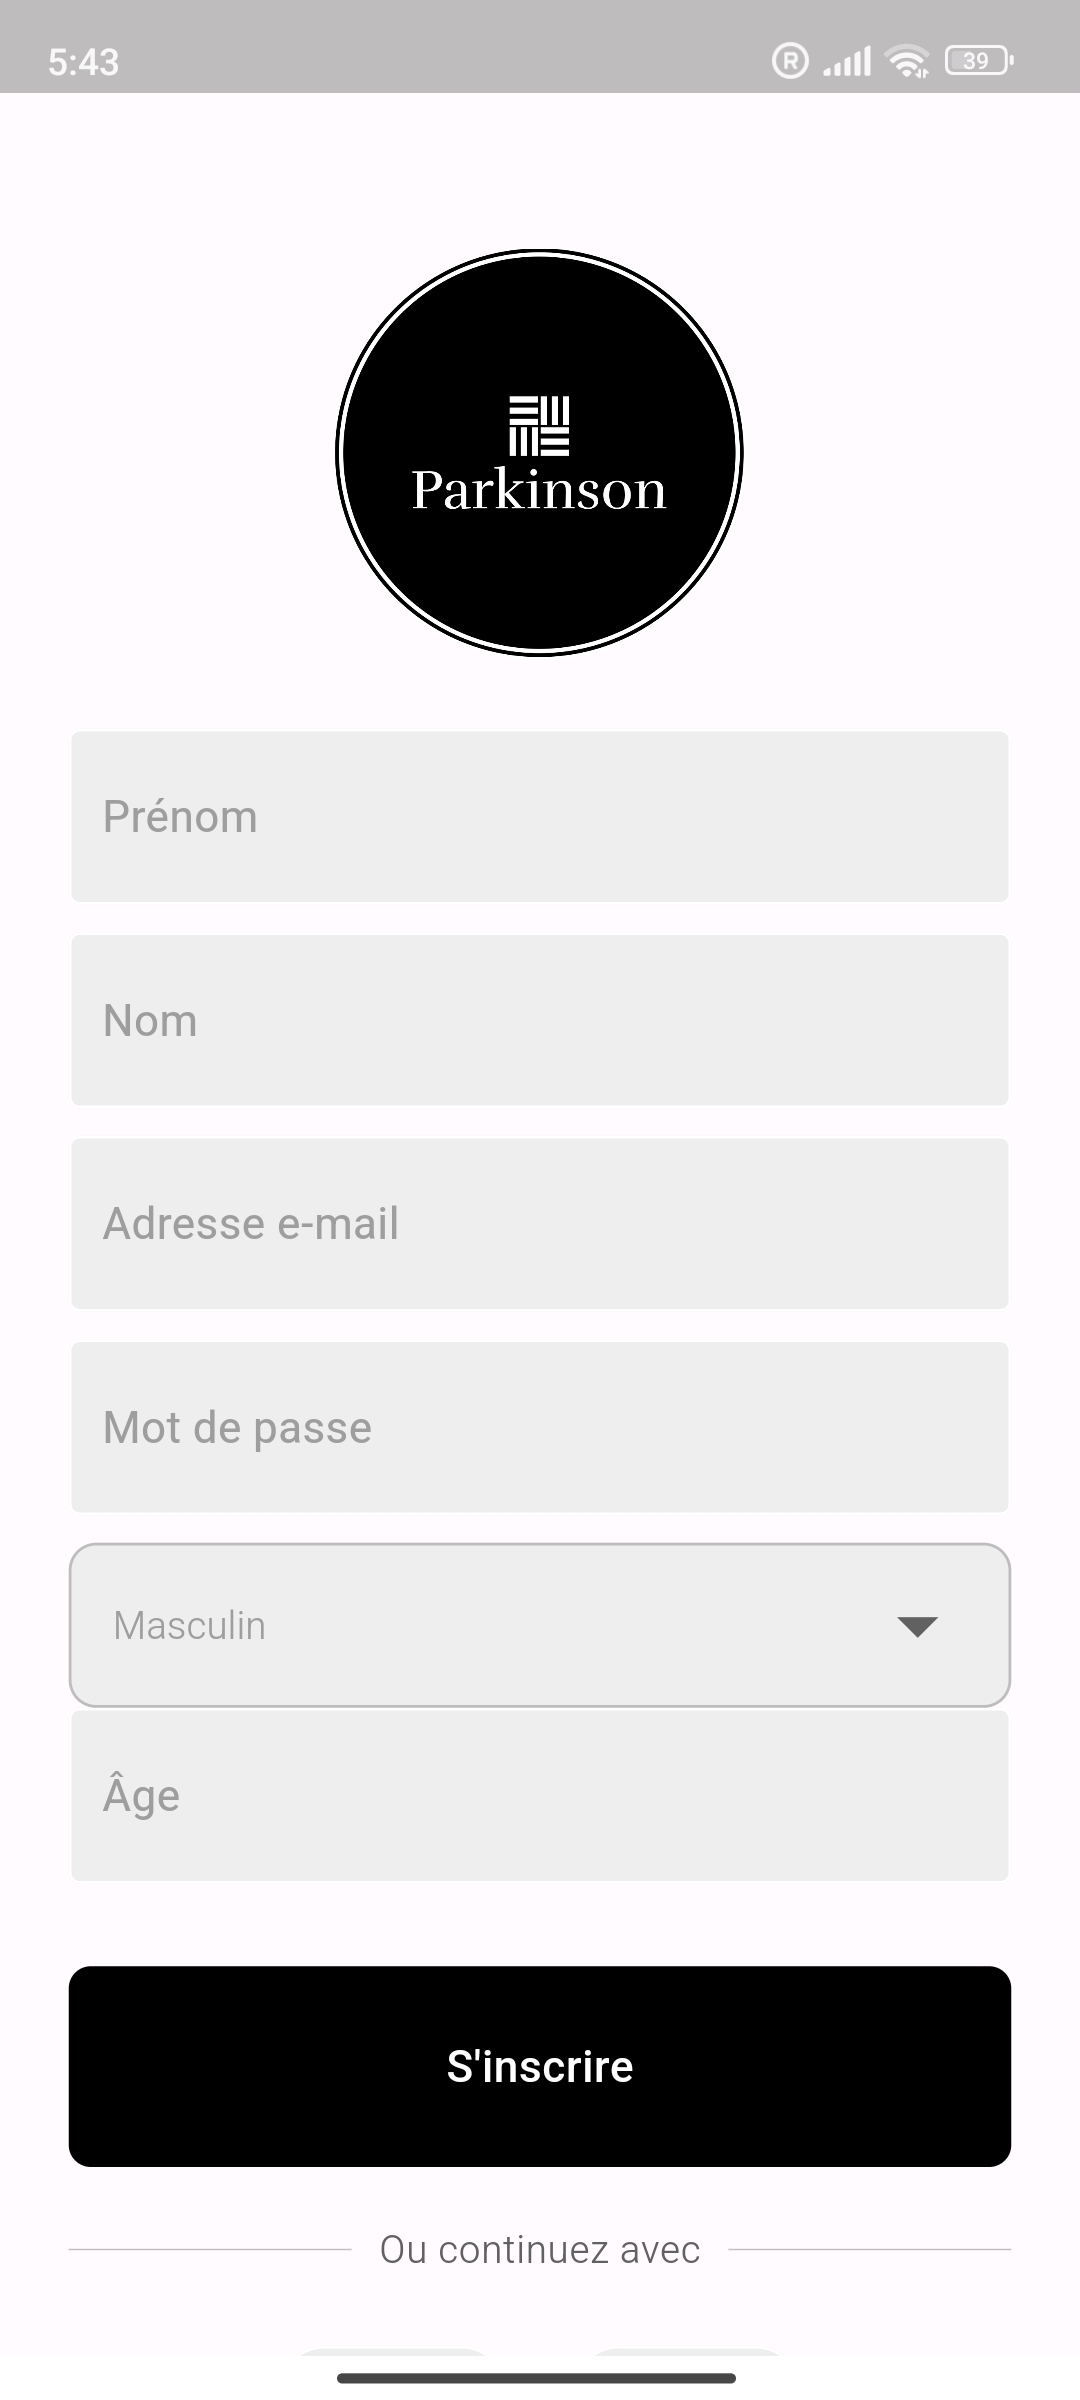 5:43
R
39
Parkinson
Prénom
Nom
Adresse e-mail
Mot de passe
Masculin
Âge
S'inscrire
Ou continuez avec